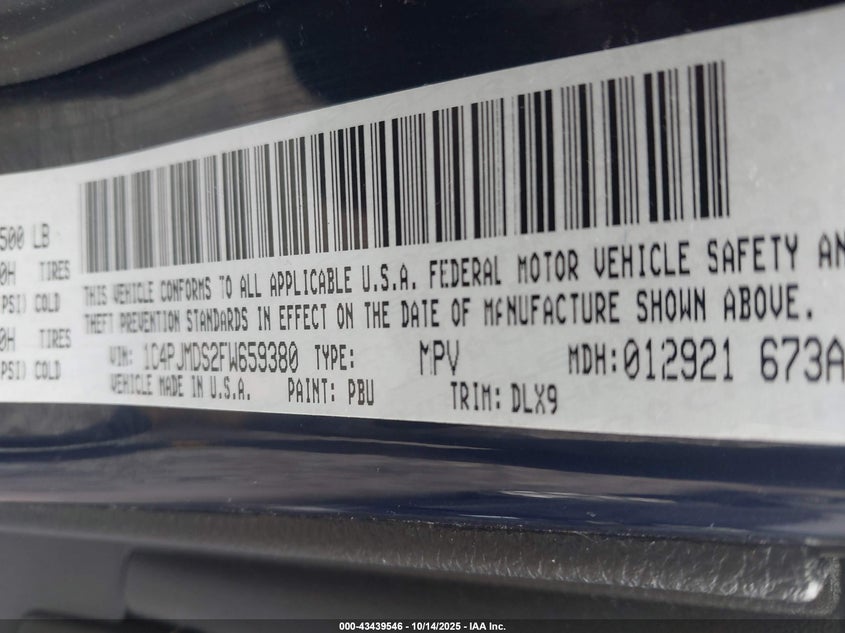 500 LB
0H TIRES
PSI) COLD
0H TIRES
PSI) COLD
THIS VEHICLE CONFORMS TO ALL APPLICABLE U.S.A. FEDERAL MOTOR VEHICLE SAFETY AN
THEFT PREVENTION STANDARDS IN EFFECT ON THE DATE OF MANUFACTURE SHOWN ABOVE.
VIN: 1C4PJMDS2FW659380 TYPE: MPV MDH:012921 673A
VEHICLE MADE IN U.S.A. PAINT: PBU TRIM: DLX9
000-43439546 - 10/14/2025 - IAA Inc.